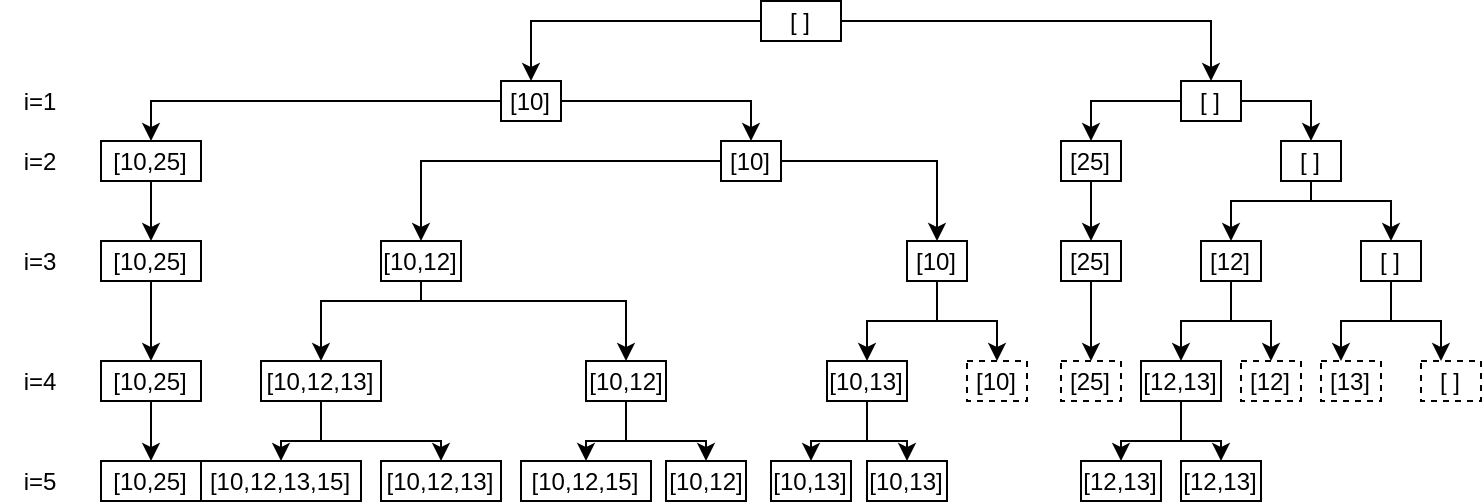 [ ]
i=1 [10] [ ]
i=2 [10,25] [10] [25] [ ]
i=3 [10,25] [10,12] [10] [25] [12] [ ]
i=4 [10,25] [10,12,13] [10,12] [10,13] [10] [25] [12,13] [12] [13] [ ]
i=5 [10,25] [10,12,13,15] [10,12,13] [10,12,15] [10,12] [10,13] [10,13] [12,13] [12,13]